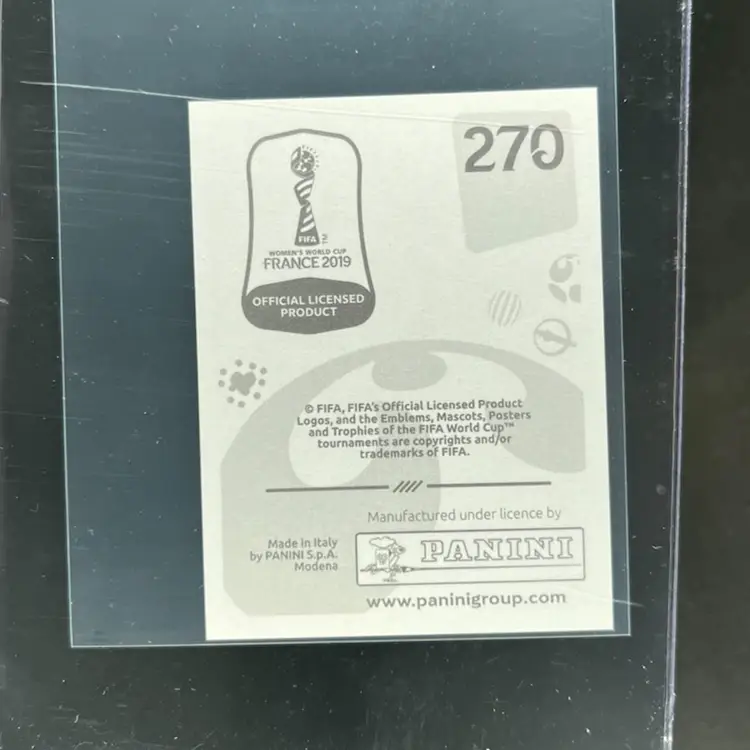 270
FIFA
TM
WOMEN'S WORLD CUP
FRANCE 2019
OFFICIAL LICENSED
PRODUCT
© FIFA, FIFA's Official Licensed Product
Logos, and the Emblems, Mascots, Posters
and Trophies of the FIFA World Cup™
tournaments are copyrights and/or
trademarks of FIFA.
Manufactured under licence by
Made in Italy
by PANINI S.p.A.
Modena
PANINI
www.paninigroup.com